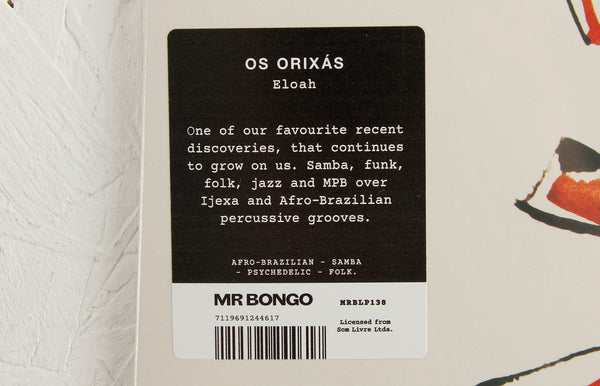 OS ORIXÁS
Eloah
One of our favourite recent
discoveries, that continues
to grow on us. Samba, funk,
folk, jazz and MPB over
Ijexa and Afro-Brazilian
percussive grooves.
AFRO-BRAZILIAN - SAMBA
- PSYCHEDELIC - FOLK.
MR BONGO
MRBLP138
7119691244617
Licensed from
Som Livre Ltda.